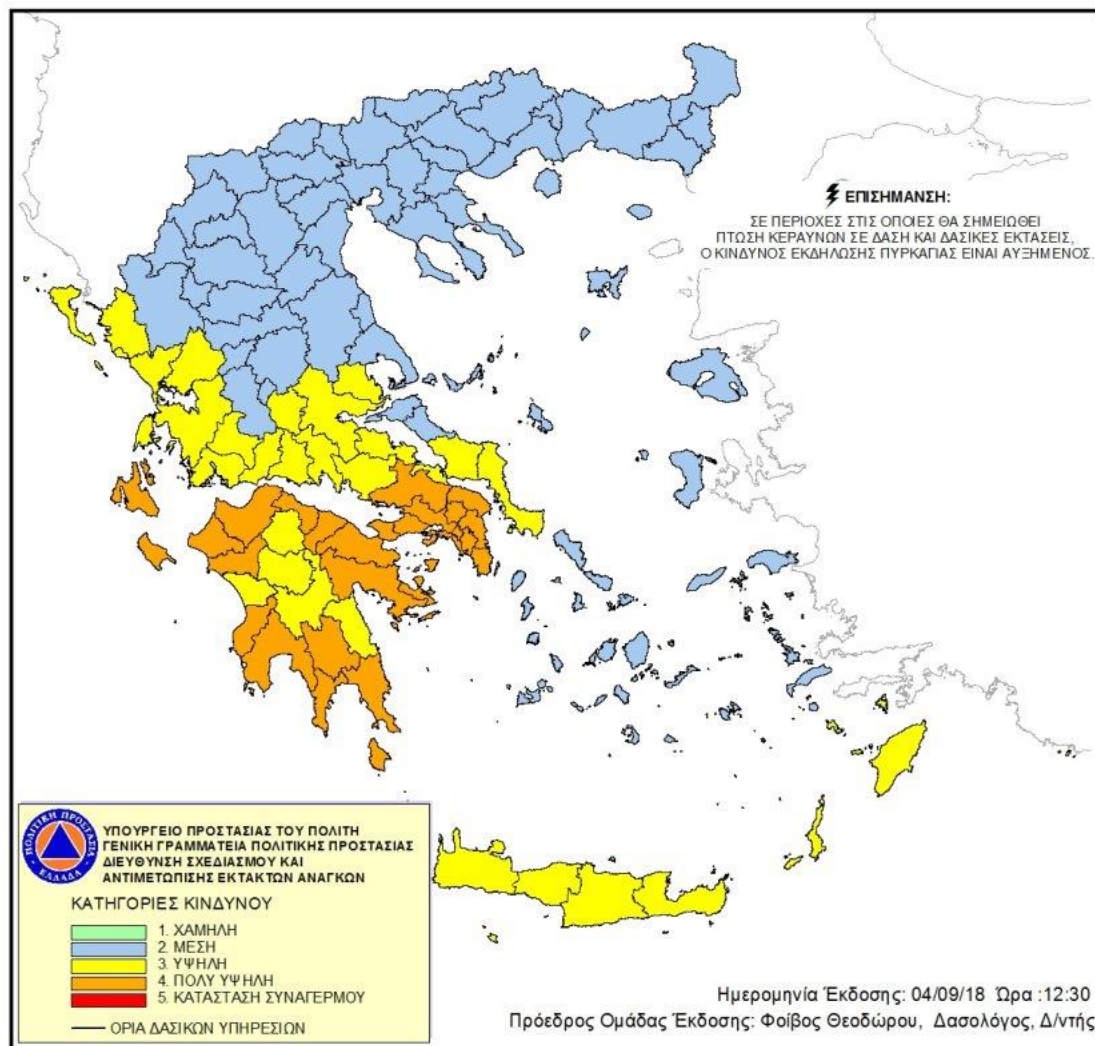 ΕΠΙΣΗΜΑΝΣΗ:
ΣΕ ΠΕΡΙΟΧΕΣ ΣΤΙΣ ΟΠΟΙΕΣ ΘΑ ΣΗΜΕΙΩΘΕΙ
ΠΤΩΣΗ ΚΕΡΑΥΝΩΝ ΣΕ ΔΑΣΗ ΚΑΙ ΔΑΣΙΚΕΣ ΕΚΤΑΣΕΙΣ,
Ο ΚΙΝΔΥΝΟΣ ΕΚΔΗΛΩΣΗΣ ΠΥΡΚΑΓΙΑΣ ΕΙΝΑΙ ΑΥΞΗΜΕΝΟΣ.
ΠΟΛΙΤΙΚΗ ΠΡΟΣΤΑΣΙΑ
ΕΛΛΑΔΑ
ΥΠΟΥΡΓΕΙΟ ΠΡΟΣΤΑΣΙΑΣ ΤΟΥ ΠΟΛΙΤΗ
ΓΕΝΙΚΗ ΓΡΑΜΜΑΤΕΙΑ ΠΟΛΙΤΙΚΗΣ ΠΡΟΣΤΑΣΙΑΣ
ΔΙΕΥΘΥΝΣΗ ΣΧΕΔΙΑΣΜΟΥ ΚΑΙ
ΑΝΤΙΜΕΤΩΠΙΣΗΣ ΕΚΤΑΚΤΩΝ ΑΝΑΓΚΩΝ
ΚΑΤΗΓΟΡΙΕΣ ΚΙΝΔΥΝΟΥ
1. ΧΑΜΗΛΗ
2. ΜΕΣΗ
3. ΥΨΗΛΗ
4. ΠΟΛΥ ΥΨΗΛΗ
5. ΚΑΤΑΣΤΑΣΗ ΣΥΝΑΓΕΡΜΟΥ
ΟΡΙΑ ΔΑΣΙΚΩΝ ΥΠΗΡΕΣΙΩΝ
Ημερομηνία Έκδοσης: 04/09/18 Ώρα :12:30
Πρόεδρος Ομάδας Έκδοσης: Φοίβος Θεοδώρου, Δασολόγος, Δ/ντής